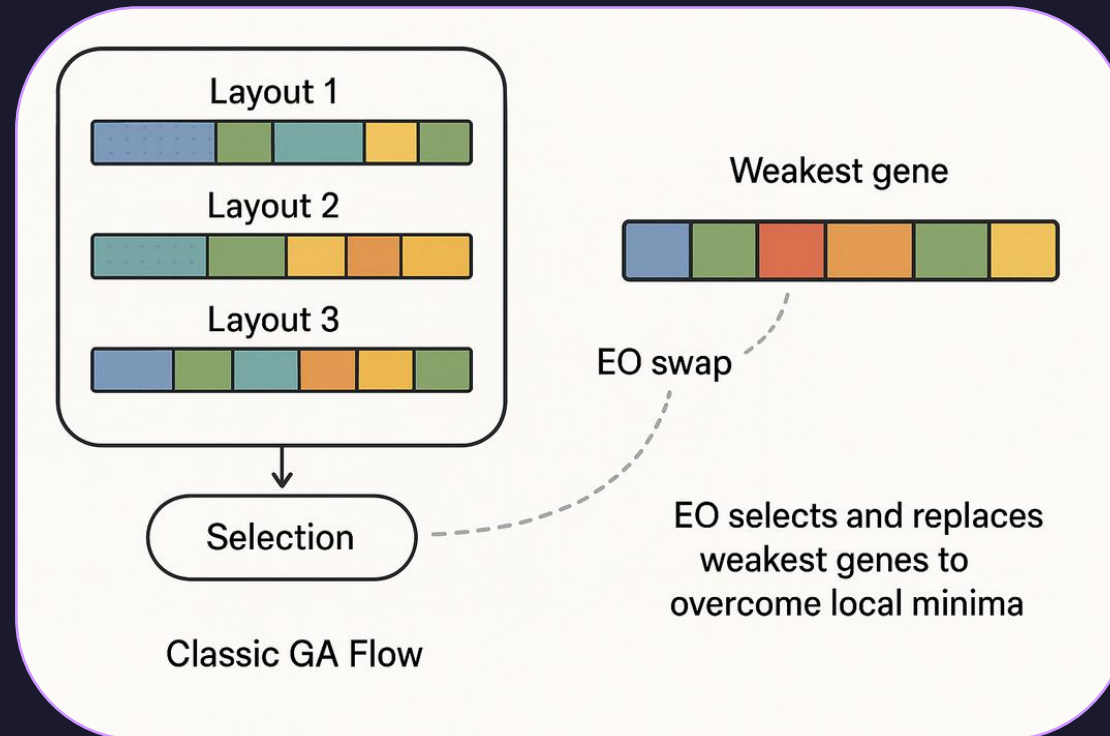 Layout 1
Layout 2
Layout 3
Selection
Classic GA Flow
Weakest gene
EO swap
EO selects and replaces
weakest genes to
overcome local minima